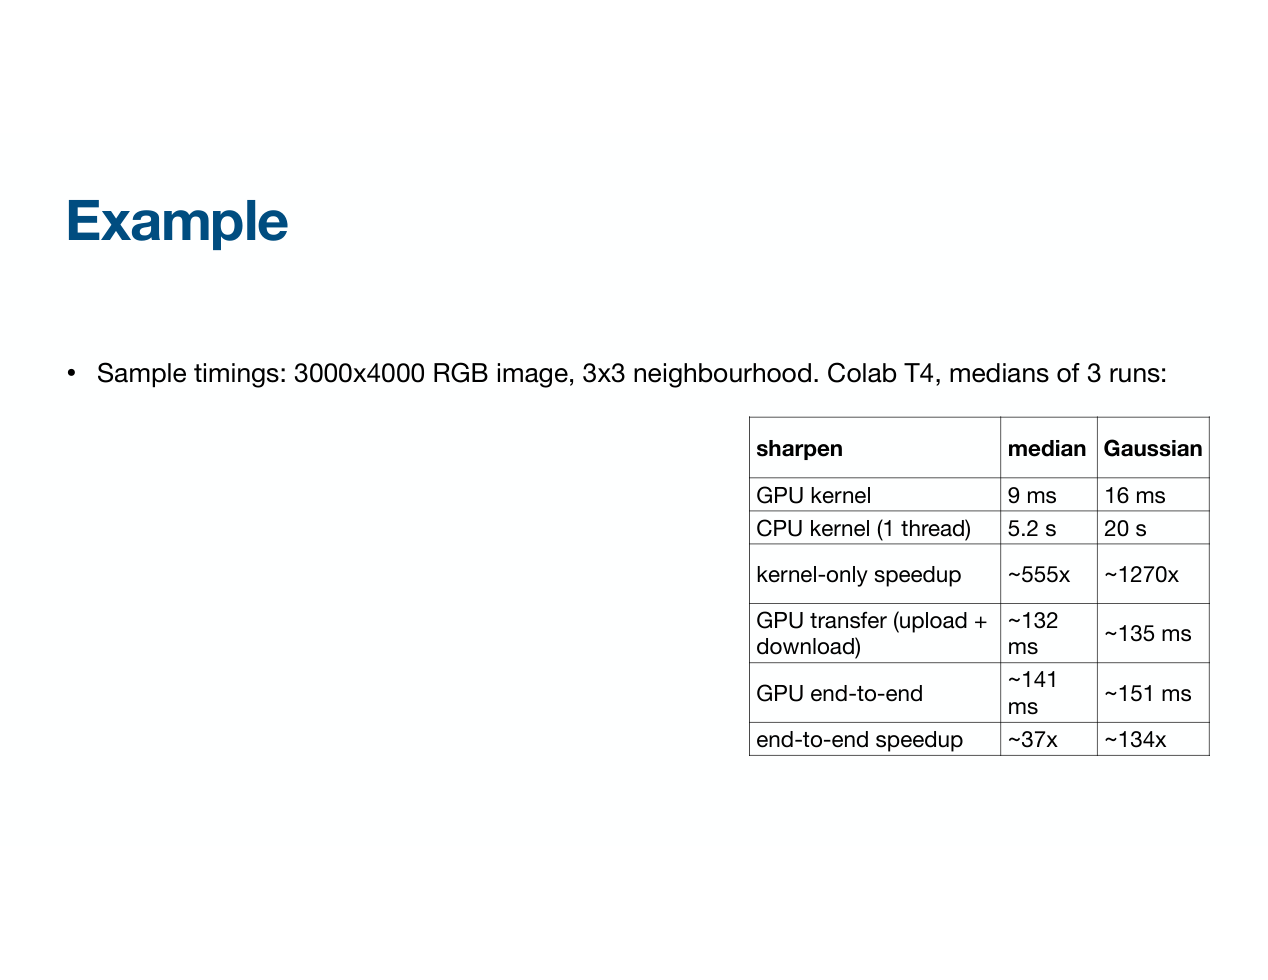 Example
• Sample timings: 3000x4000 RGB image, 3x3 neighbourhood. Colab T4, medians of 3 runs:
sharpen median Gaussian
GPU kernel 9 ms 16 ms
CPU kernel (1 thread) 5.2 s 20 s
kernel-only speedup ~555x ~1270x
GPU transfer (upload +
download) ~132
ms ~135 ms
GPU end-to-end ~141
ms ~151 ms
end-to-end speedup ~37x ~134x